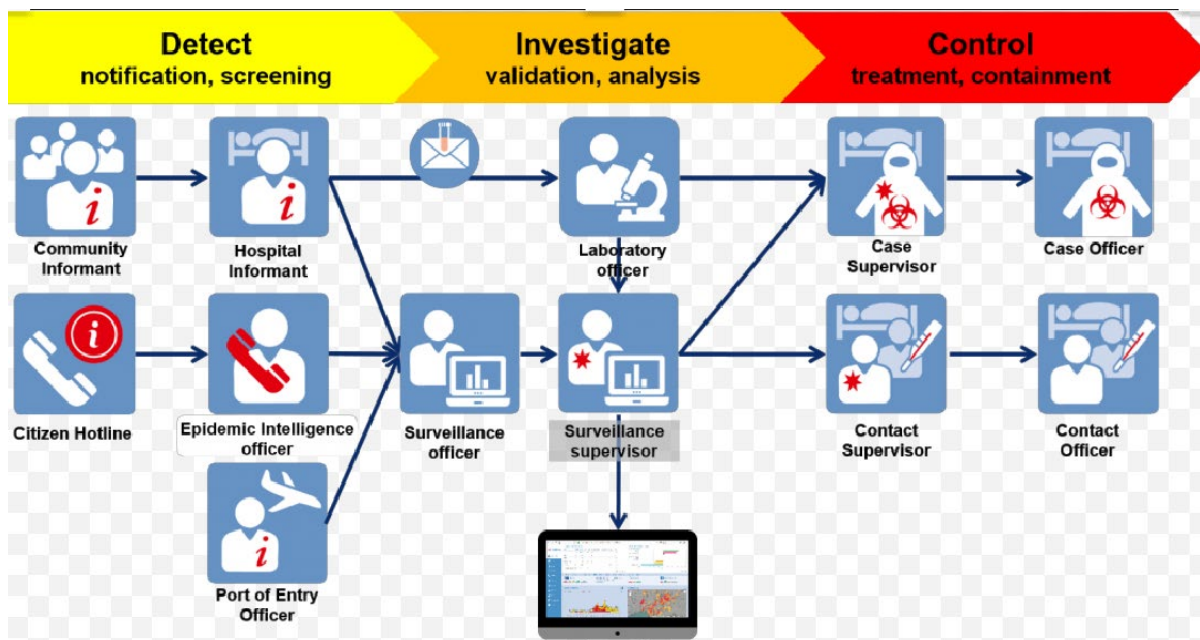 Detect
notification, screening
Investigate
validation, analysis
Control
treatment, containment
Community
Informant
Hospital
Informant
Laboratory
officer
Case
Supervisor
Case Officer
Citizen Hotline
Epidemic Intelligence
officer
Surveillance
officer
Surveillance
supervisor
Contact
Supervisor
Contact
Officer
Port of Entry
Officer